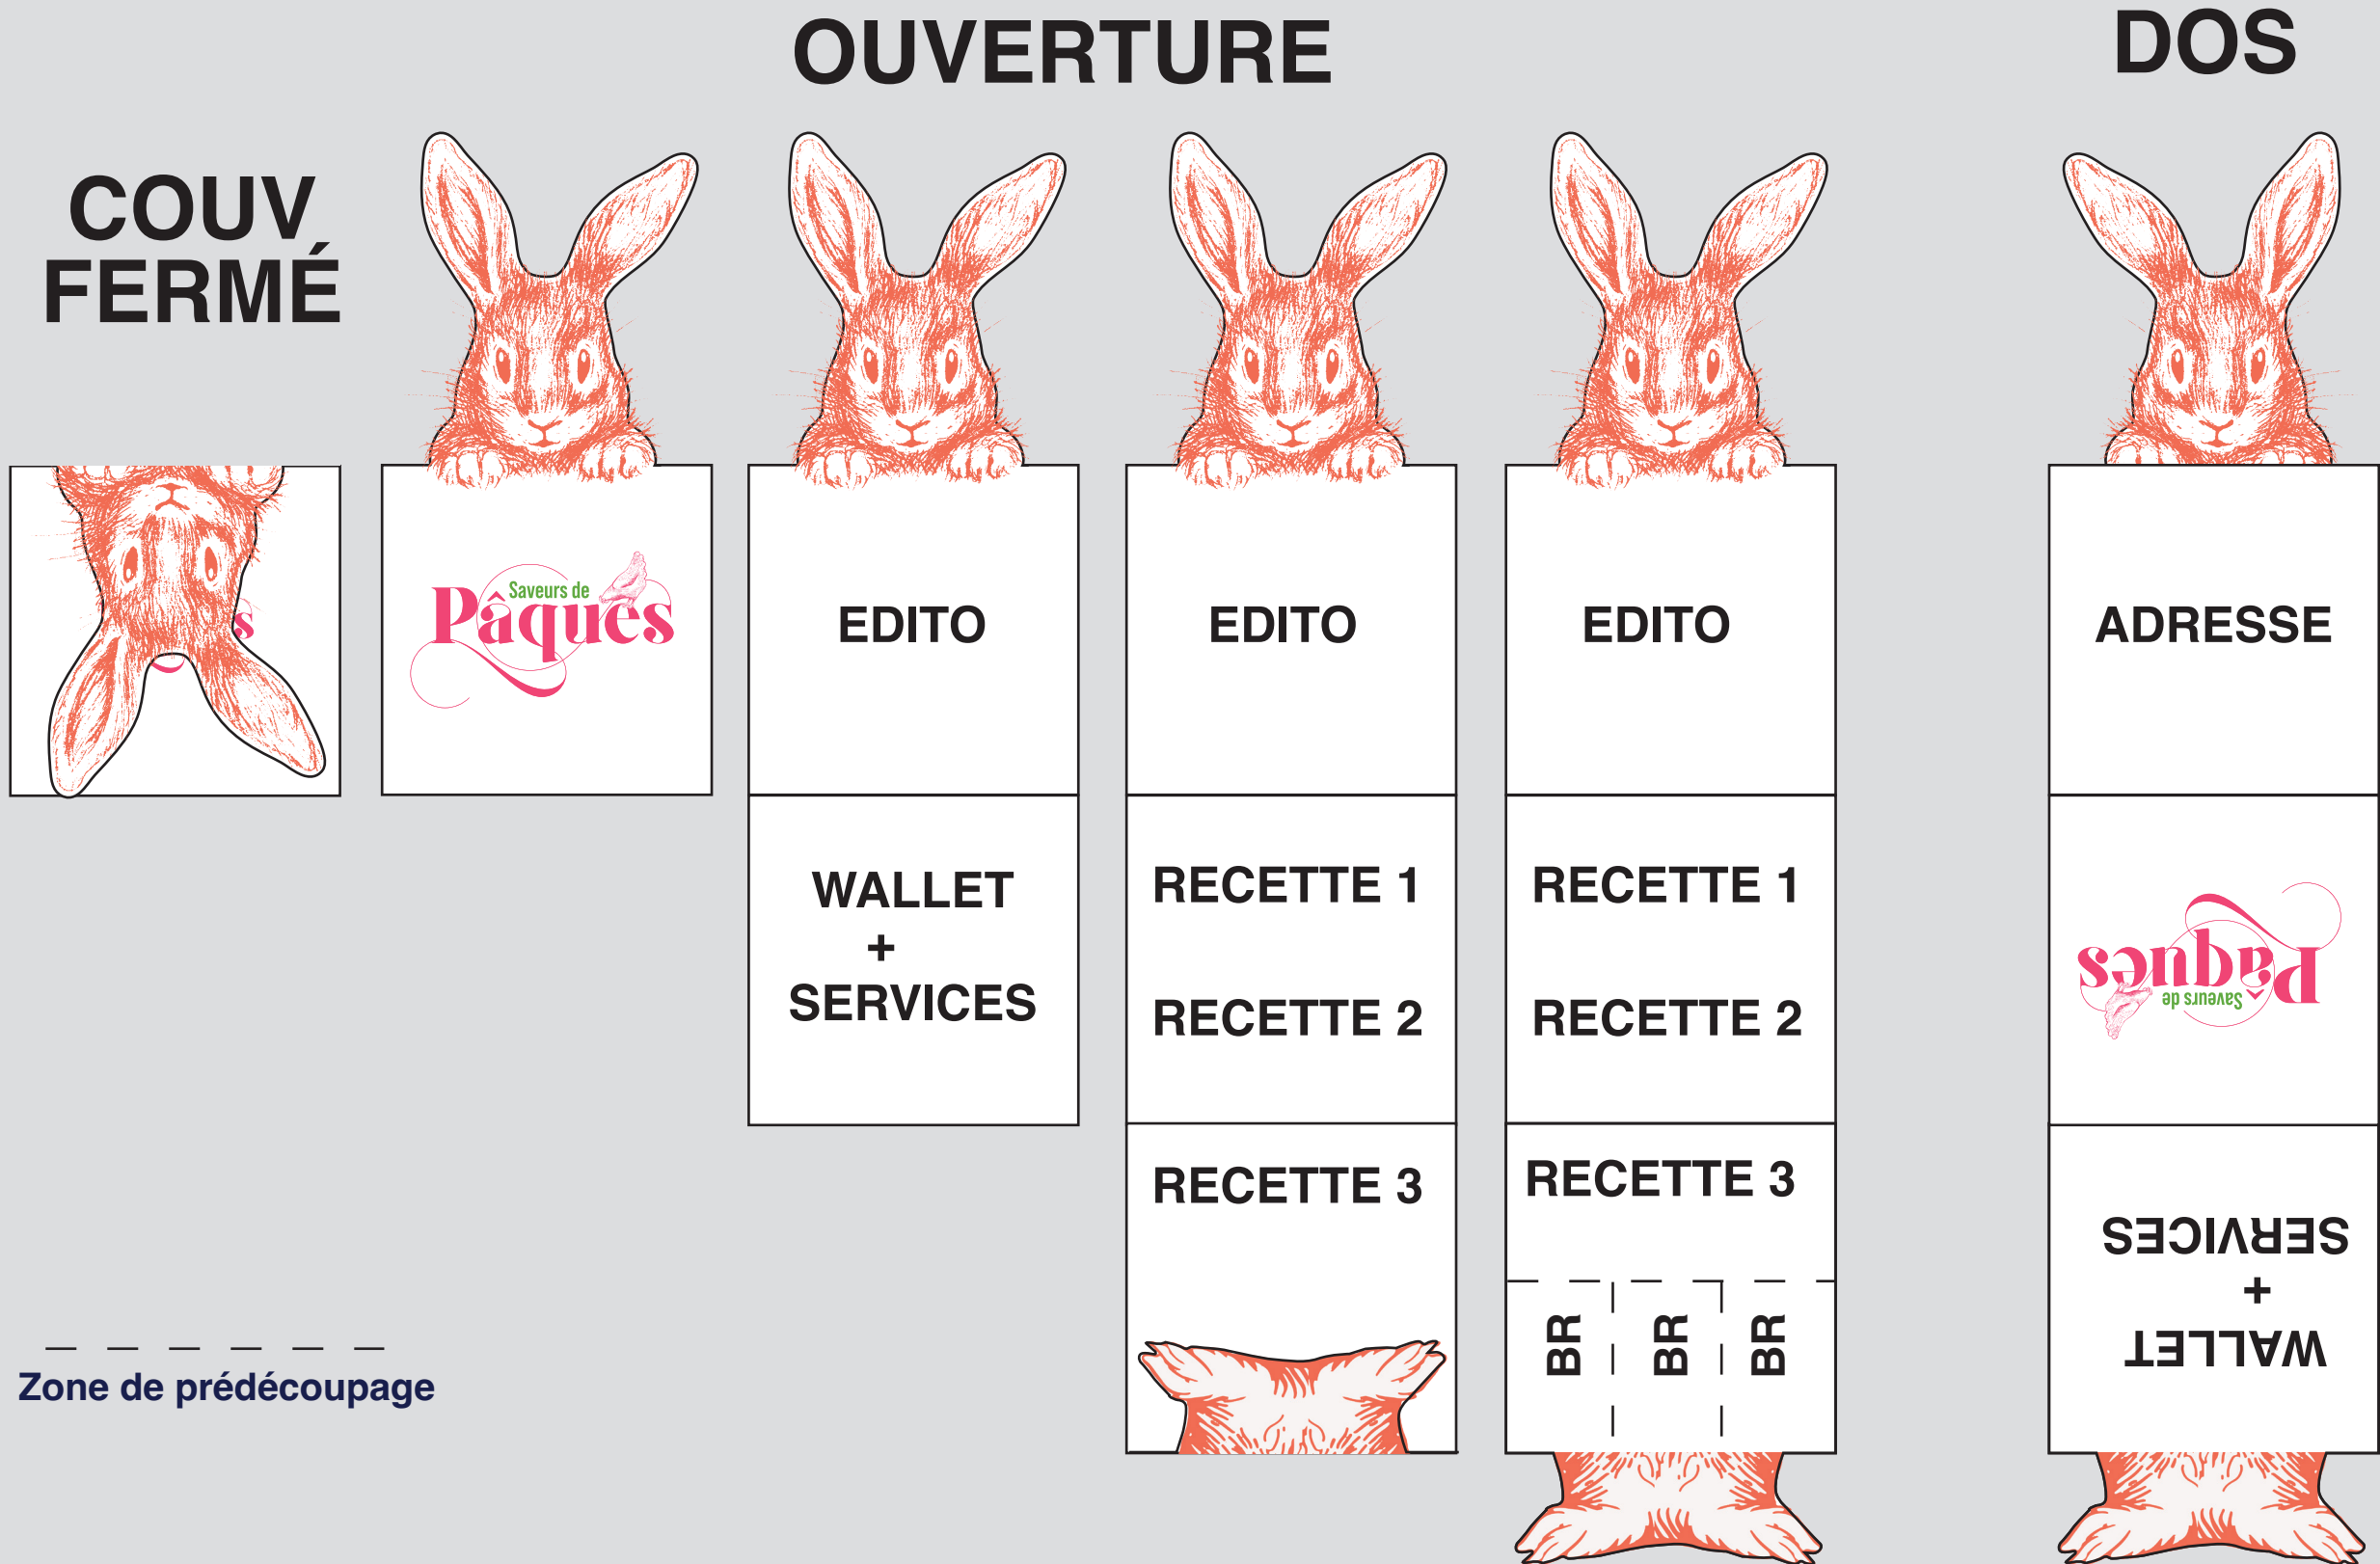 OUVERTURE
DOS
COUV
FERMÉ
s
Saveurs de
Pâques
EDITO
WALLET
+
SERVICES
EDITO
RECETTE 1
RECETTE 2
RECETTE 3
EDITO
RECETTE 1
RECETTE 2
RECETTE 3
BR
BR
BR
ADRESSE
Saveurs de
Pâques
WALLET
+
SERVICES
Zone de prédécoupage